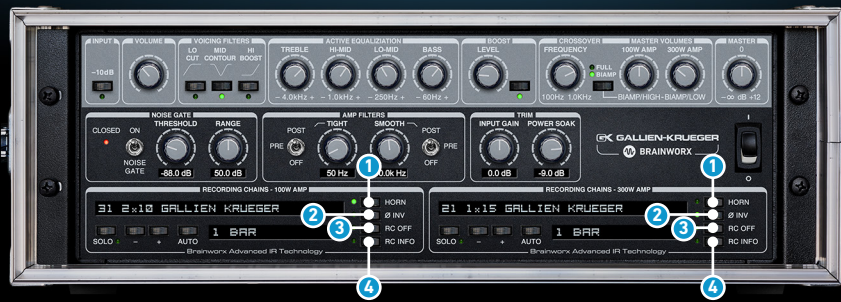 INPUT VOLUME VOICING FILTERS ACTIVE EQUALIZATION BOOST CROSSOVER MASTER VOLUMES MASTER
LO CUT MID CONTOUR HI BOOST TREBLE HI-MID LO-MID BASS LEVEL FREQUENCY 100W AMP 300W AMP 0
-10dB FULL
BIAMP
- 4.0kHz + - 1.0kHz + - 250Hz + - 60Hz + 100Hz 1.0KHz BIAMP/HIGH BIAMP/LOW -∞ dB +12
NOISE GATE AMP FILTERS TRIM
CLOSED ON THRESHOLD RANGE POST TIGHT SMOOTH POST INPUT GAIN POWER SOAK I
PRE PRE GK GALLIEN-KRUEGER
NOISE GATE OFF OFF BRAINWORX
-88.0 dB 50.0 dB 50 Hz 0.0k Hz 0.0 dB -9.0 dB O
RECORDING CHAINS - 100W AMP RECORDING CHAINS - 300W AMP
1 1
31 2x10 GALLIEN KRUEGER HORN 21 1x15 GALLIEN KRUEGER HORN
2 Ø INV 2 Ø INV
1 BAR 3 RC OFF 1 BAR 3 RC OFF
SOLO - + AUTO RC INFO SOLO - + AUTO RC INFO
Brainworx Advanced IR Technology Brainworx Advanced IR Technology
4 4